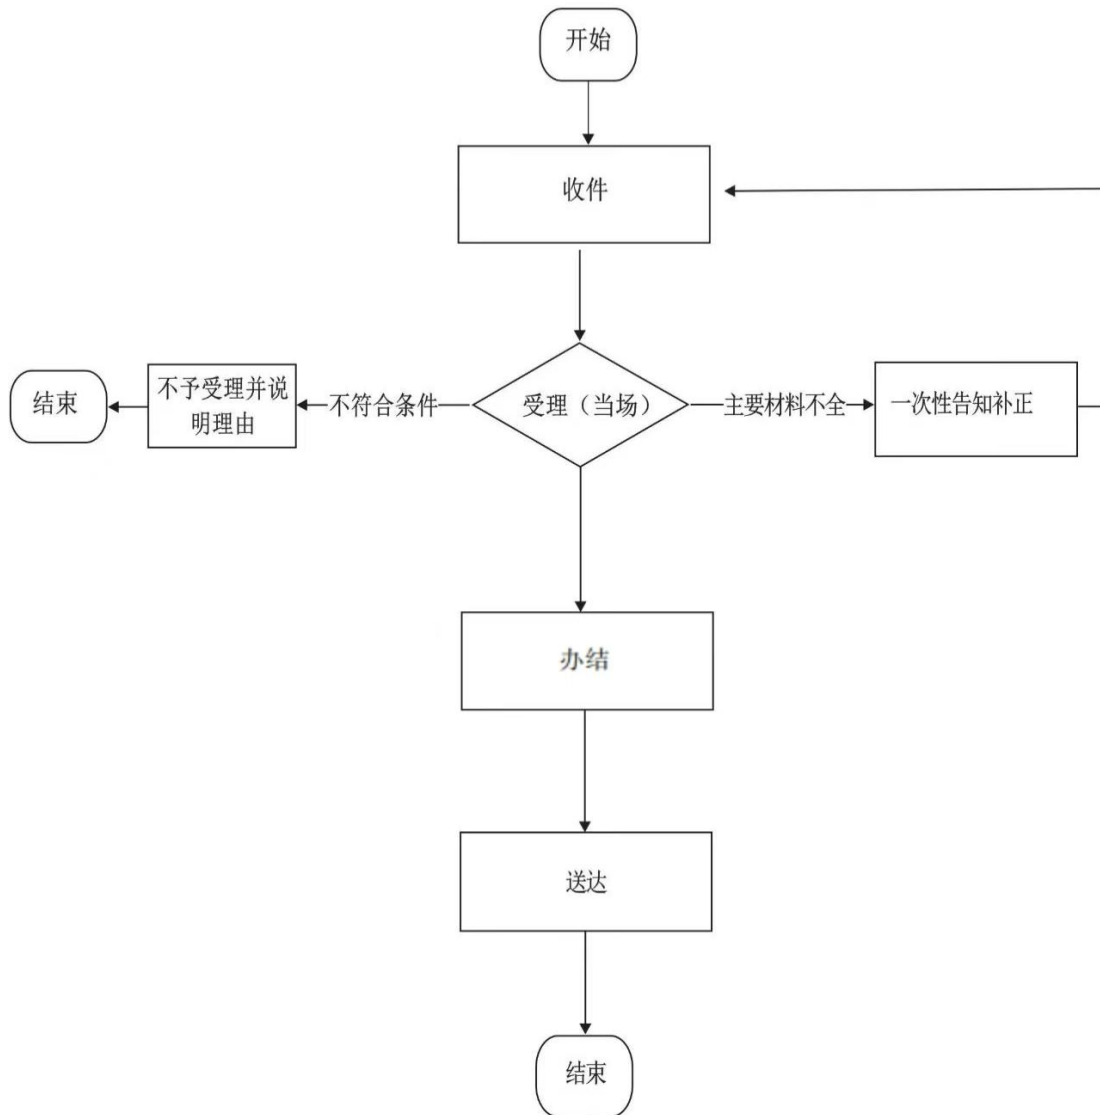 开始
收件
结束
不予受理并说
明理由
不符合条件
受理（当场）
主要材料不全
一次性告知补正
办结
送达
结束